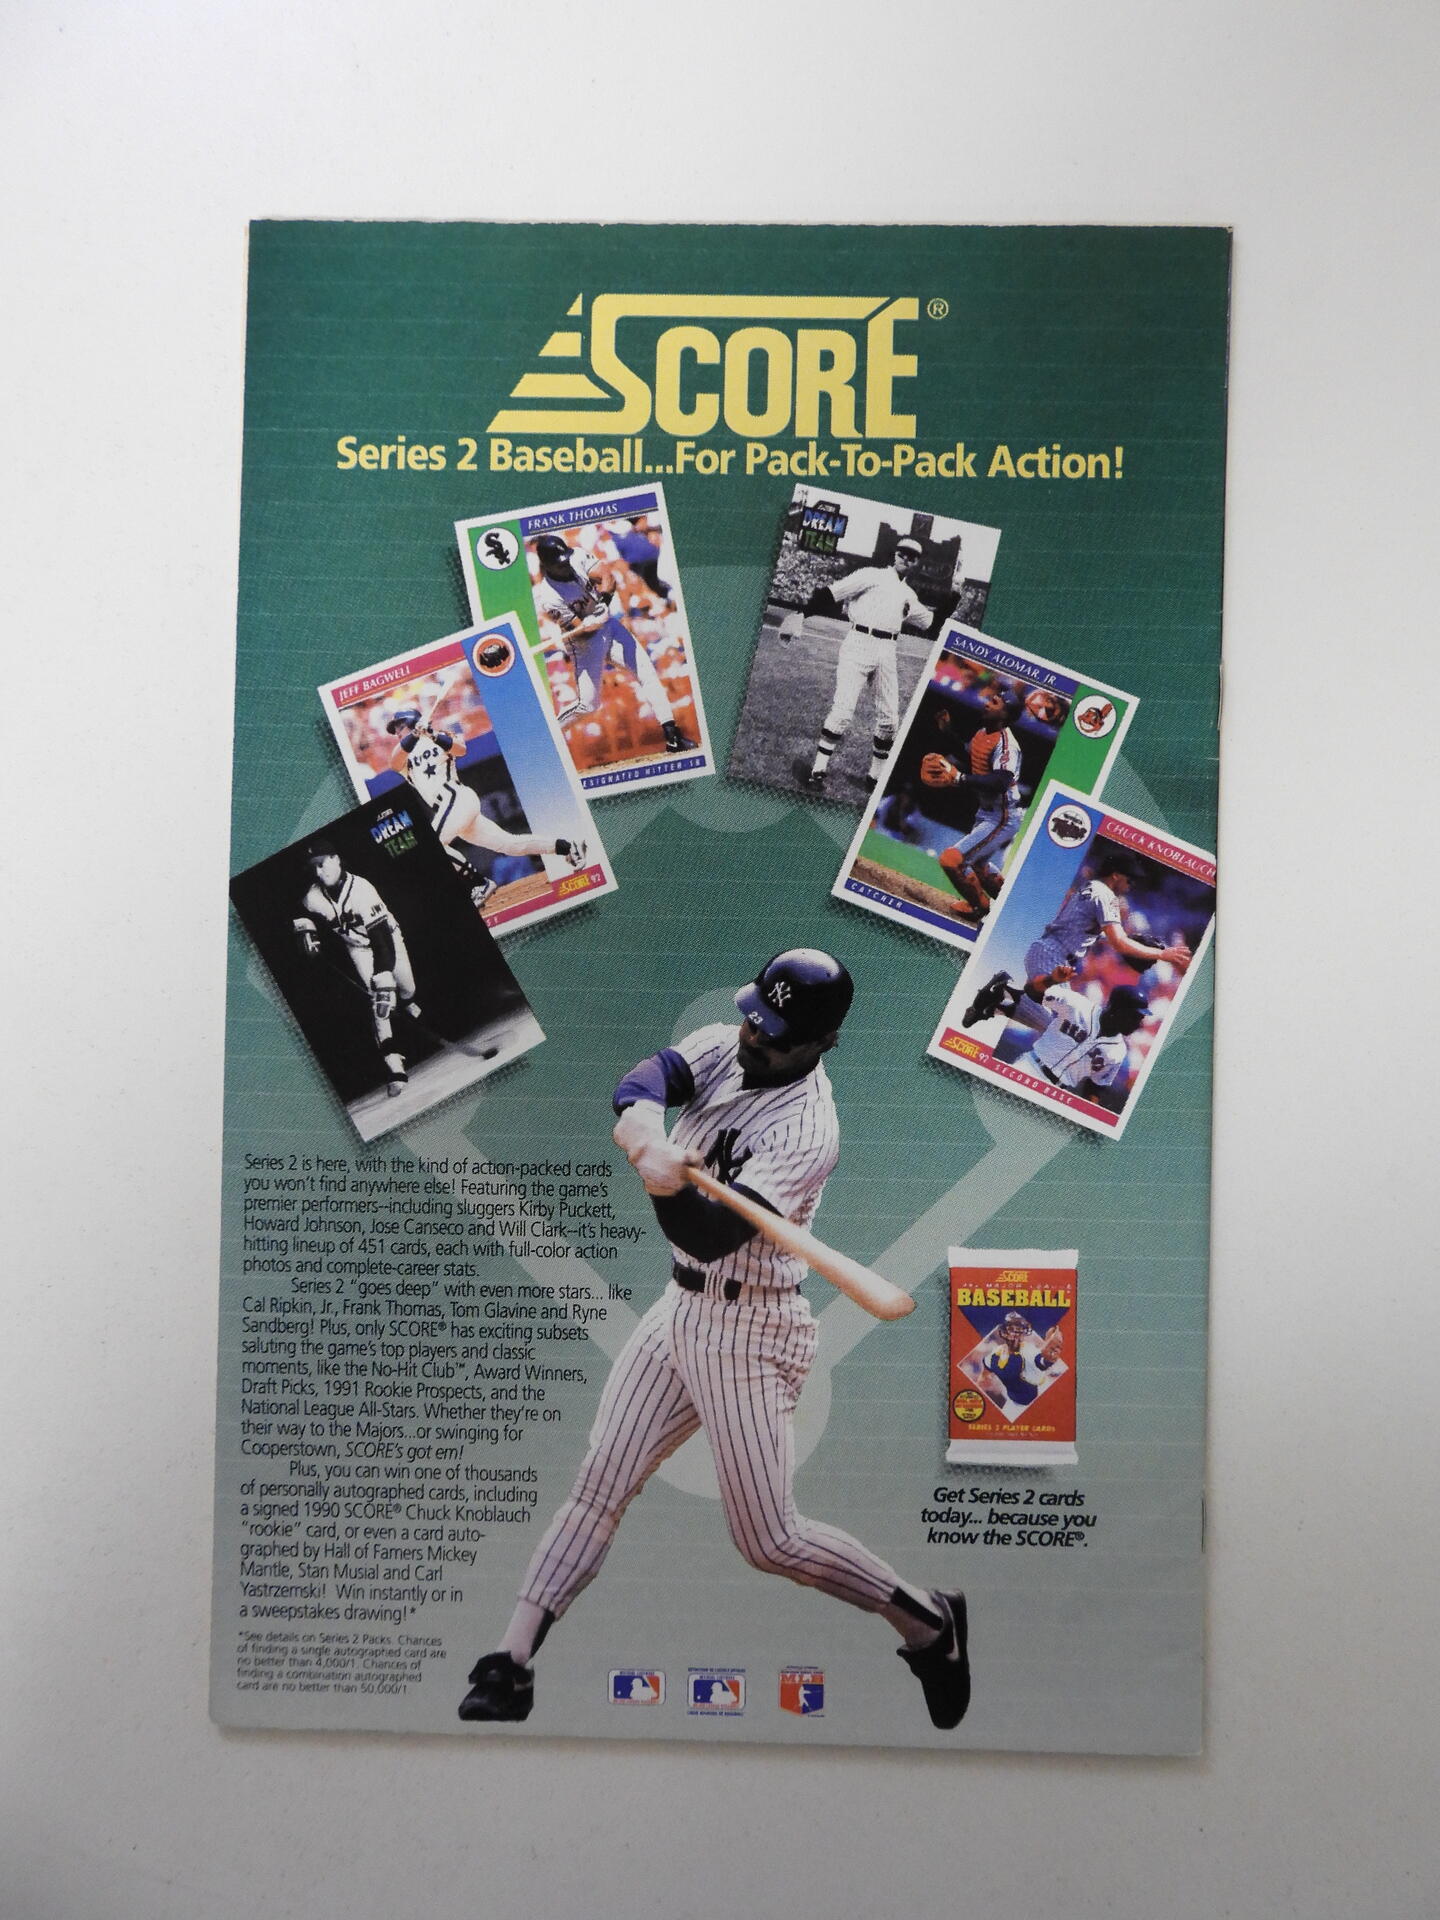 SCORE®
Series 2 Baseball...For Pack-To-Pack Action!
FRANK THOMAS
DESIGNATED HITTER-1B
JEFF BAGWELL
SCORE 92
DREAM
TEAM
DREAM
TEAM
SANDY ALOMAR, JR.
CATCHER
CHUCK KNOBLAUCH
SCORE 92
SECOND BASE
23
NY
Series 2 is here, with the kind of action-packed cards
you won't find anywhere else! Featuring the game's
premier performers--including sluggers Kirby Puckett,
Howard Johnson, Jose Canseco and Will Clark--it's heavy-
hitting lineup of 451 cards, each with full-color action
photos and complete-career stats.
Series 2 "goes deep" with even more stars... like
Cal Ripkin, Jr., Frank Thomas, Tom Glavine and Ryne
Sandberg! Plus, only SCORE® has exciting subsets
saluting the game's top players and classic
moments, like the No-Hit Club™, Award Winners,
Draft Picks, 1991 Rookie Prospects, and the
National League All-Stars. Whether they're on
their way to the Majors...or swinging for
Cooperstown, SCORE's got em!
Plus, you can win one of thousands
of personally autographed cards, including
a signed 1990 SCORE® Chuck Knoblauch
"rookie" card, or even a card auto-
graphed by Hall of Famers Mickey
Mantle, Stan Musial and Carl
Yastrzemski! Win instantly or in
a sweepstakes drawing!*
*See details on Series 2 Packs. Chances
of finding a single autographed card are
no better than 4,000/1. Chances of
finding a combination autographed
card are no better than 50,000/1.
SCORE
MAJOR LEAGUE
BASEBALL
SERIES 2 PLAYER CARDS
Get Series 2 cards
today... because you
know the SCORE®.
MLB